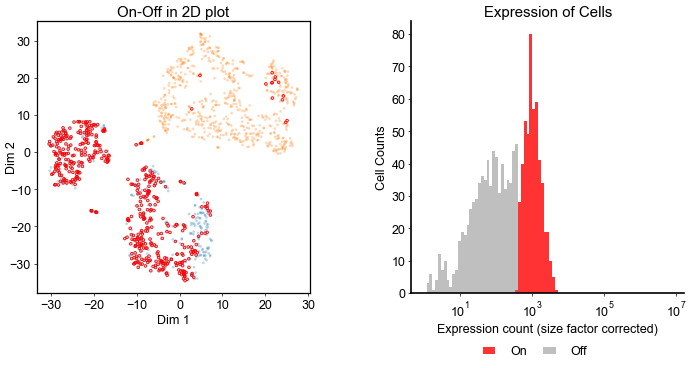 On-Off in 2D plot
Expression of Cells
Dim 2
30
20
10
0
−10
−20
−30
−30 −20 −10 0 10 20 30
Dim 1
Cell Counts
80
70
60
50
40
30
20
10
0
10^1 10^3 10^5 10^7
Expression count (size factor corrected)
On Off